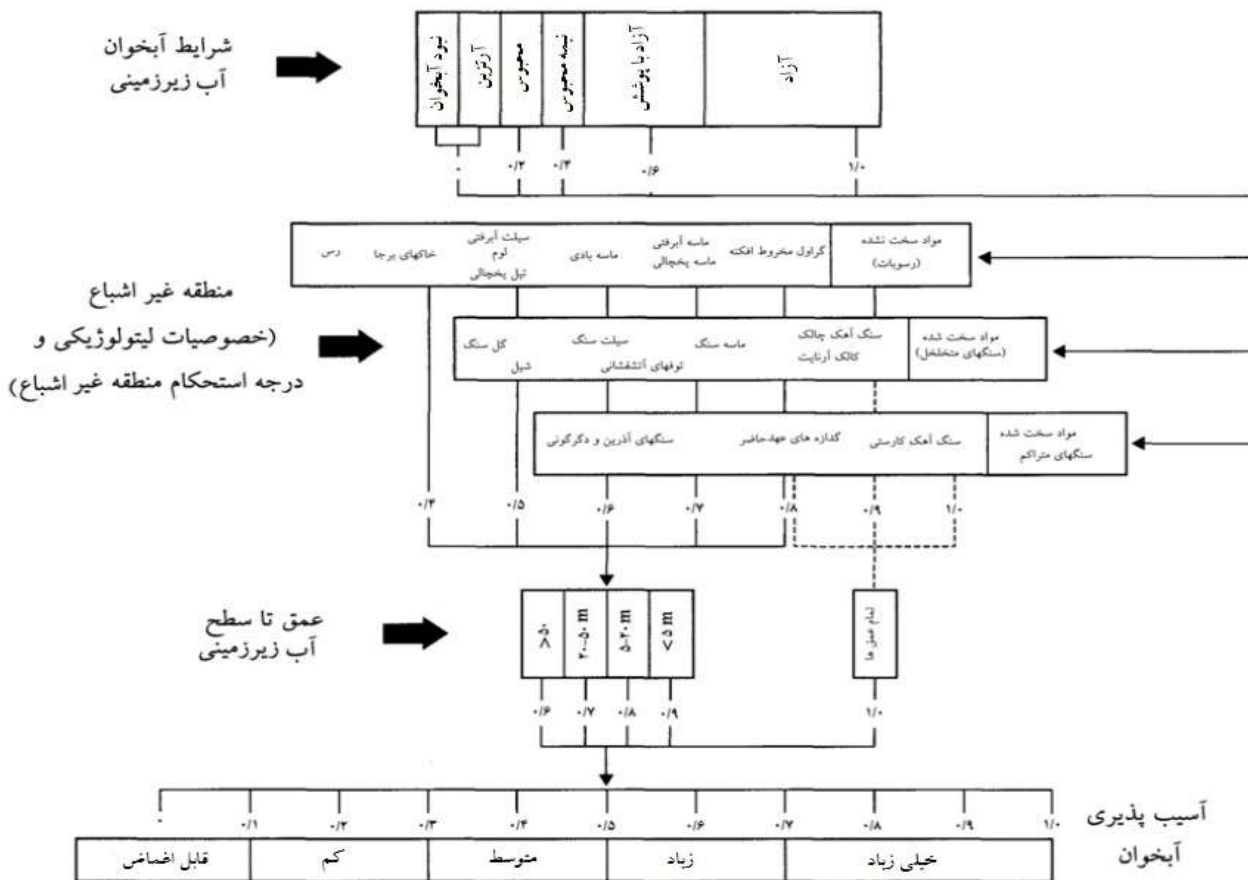 شرایط آبخوان
آب زیرزمینی
نبود آبخوان
آرتزین
محبوس
نیمه محبوس
آزاد با پوشش
آزاد
۰
۰/۲
۰/۴
۰/۶
۱/۰
منطقه غیر اشباع
(خصوصیات لیتولوژیکی و
درجه استحکام منطقه غیر اشباع)
مواد سخت نشده
(رسوبات)
گراول مخروط افکنه
ماسه آبرفتی
ماسه یخچالی
ماسه بادی
سیلت آبرفتی
لوم
تیل یخچالی
خاکهای برجا
رس
مواد سخت شده
(سنگهای متخلخل)
سنگ آهک چالک
کالک آرنایت
ماسه سنگ
سیلت سنگ
توفهای آتشفشانی
گل سنگ
شیل
مواد سخت شده
سنگهای متراکم
سنگ آهک کارستی
گدازه های عهدحاضر
سنگهای آذرین و دگرگونی
۰/۴
۰/۵
۰/۶
۰/۷
۰/۸
۰/۹
۱/۰
عمق تا سطح
آب زیرزمینی
>۵۰
۲۰-۵۰ m
۵-۲۰ m
<۵ m
تمام عمق ها
۰/۶
۰/۷
۰/۸
۰/۹
۱/۰
آسیب پذیری
آبخوان
۰
۰/۱
۰/۲
۰/۳
۰/۴
۰/۵
۰/۶
۰/۷
۰/۸
۰/۹
۱/۰
قابل اغماض
کم
متوسط
زیاد
خیلی زیاد